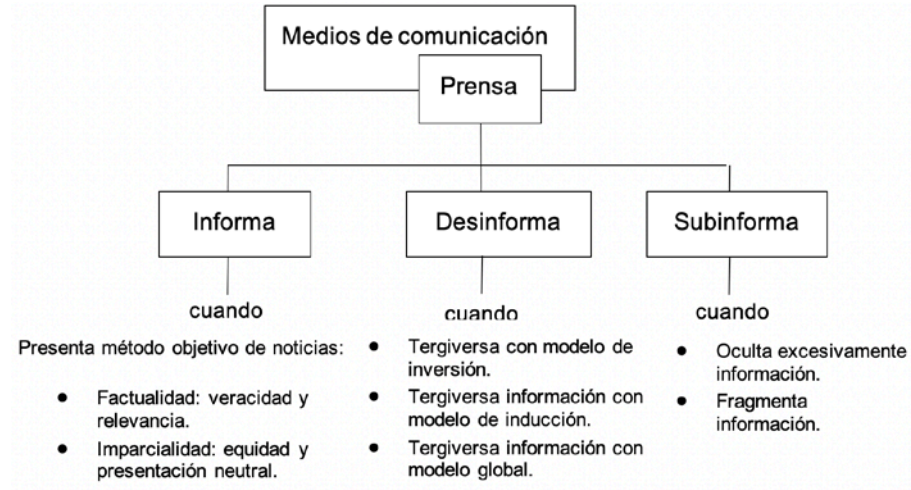 Medios de comunicación
Prensa
Informa
Desinforma
Subinforma
cuando
cuando
cuando
Presenta método objetivo de noticias:
● Factualidad: veracidad y
relevancia.
● Imparcialidad: equidad y
presentación neutral.
● Tergiversa con modelo de
inversión.
● Tergiversa información con
modelo de inducción.
● Tergiversa información con
modelo global.
● Oculta excesivamente
información.
● Fragmenta
información.